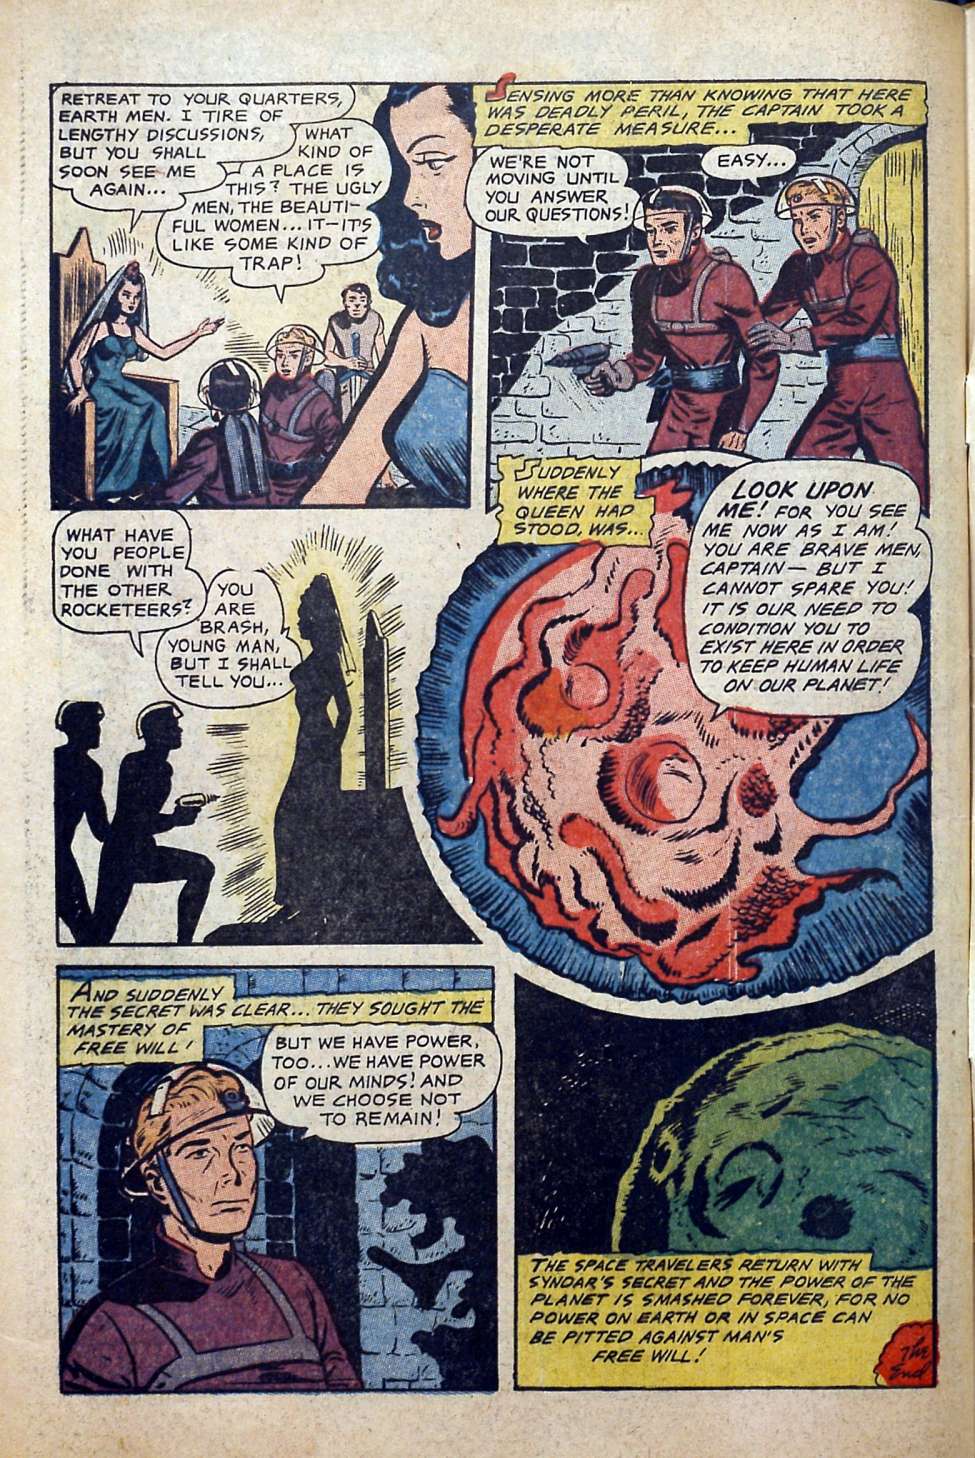 RETREAT TO YOUR QUARTERS,
EARTH MEN. I TIRE OF
LENGTHY DISCUSSIONS,
BUT YOU SHALL
SOON SEE ME
AGAIN...
WHAT
KIND OF
A PLACE IS
THIS? THE UGLY
MEN, THE BEAUTI-
FUL WOMEN... IT—IT'S
LIKE SOME KIND OF
TRAP!
SENSING MORE THAN KNOWING THAT HERE
WAS DEADLY PERIL, THE CAPTAIN TOOK A
DESPERATE MEASURE...
WE'RE NOT
MOVING UNTIL
YOU ANSWER
OUR QUESTIONS!
EASY...
WHAT HAVE
YOU PEOPLE
DONE WITH
THE OTHER
ROCKETEERS?
YOU
ARE
BRASH,
YOUNG MAN,
BUT I SHALL
TELL YOU...
SUDDENLY
WHERE THE
QUEEN HAD
STOOD, WAS...
LOOK UPON
ME! FOR YOU SEE
ME NOW AS I AM!
YOU ARE BRAVE MEN,
CAPTAIN — BUT I
CANNOT SPARE YOU!
IT IS OUR NEED TO
CONDITION YOU TO
EXIST HERE IN ORDER
TO KEEP HUMAN LIFE
ON OUR PLANET!
AND SUDDENLY
THE SECRET WAS CLEAR... THEY SOUGHT THE
MASTERY OF
FREE WILL!
BUT WE HAVE POWER,
TOO... WE HAVE POWER
OF OUR MINDS! AND
WE CHOOSE NOT
TO REMAIN!
THE SPACE TRAVELERS RETURN WITH
SYNDAR'S SECRET AND THE POWER OF THE
PLANET IS SMASHED FOREVER, FOR NO
POWER ON EARTH OR IN SPACE CAN
BE PITTED AGAINST MAN'S
FREE WILL!
The
End